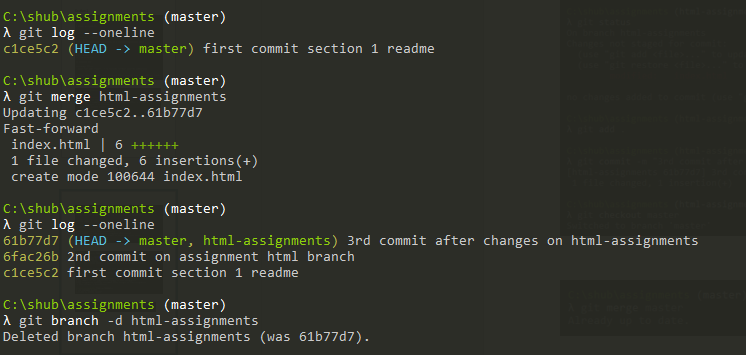 C:\shub\assignments (master)
λ git log --oneline
c1ce5c2 (HEAD -> master) first commit section 1 readme
C:\shub\assignments (master)
λ git merge html-assignments
Updating c1ce5c2..61b77d7
Fast-forward
index.html | 6 ++++++
1 file changed, 6 insertions(+)
create mode 100644 index.html
C:\shub\assignments (master)
λ git log --oneline
61b77d7 (HEAD -> master, html-assignments) 3rd commit after changes on html-assignments
6fac26b 2nd commit on assignment html branch
c1ce5c2 first commit section 1 readme
C:\shub\assignments (master)
λ git branch -d html-assignments
Deleted branch html-assignments (was 61b77d7).